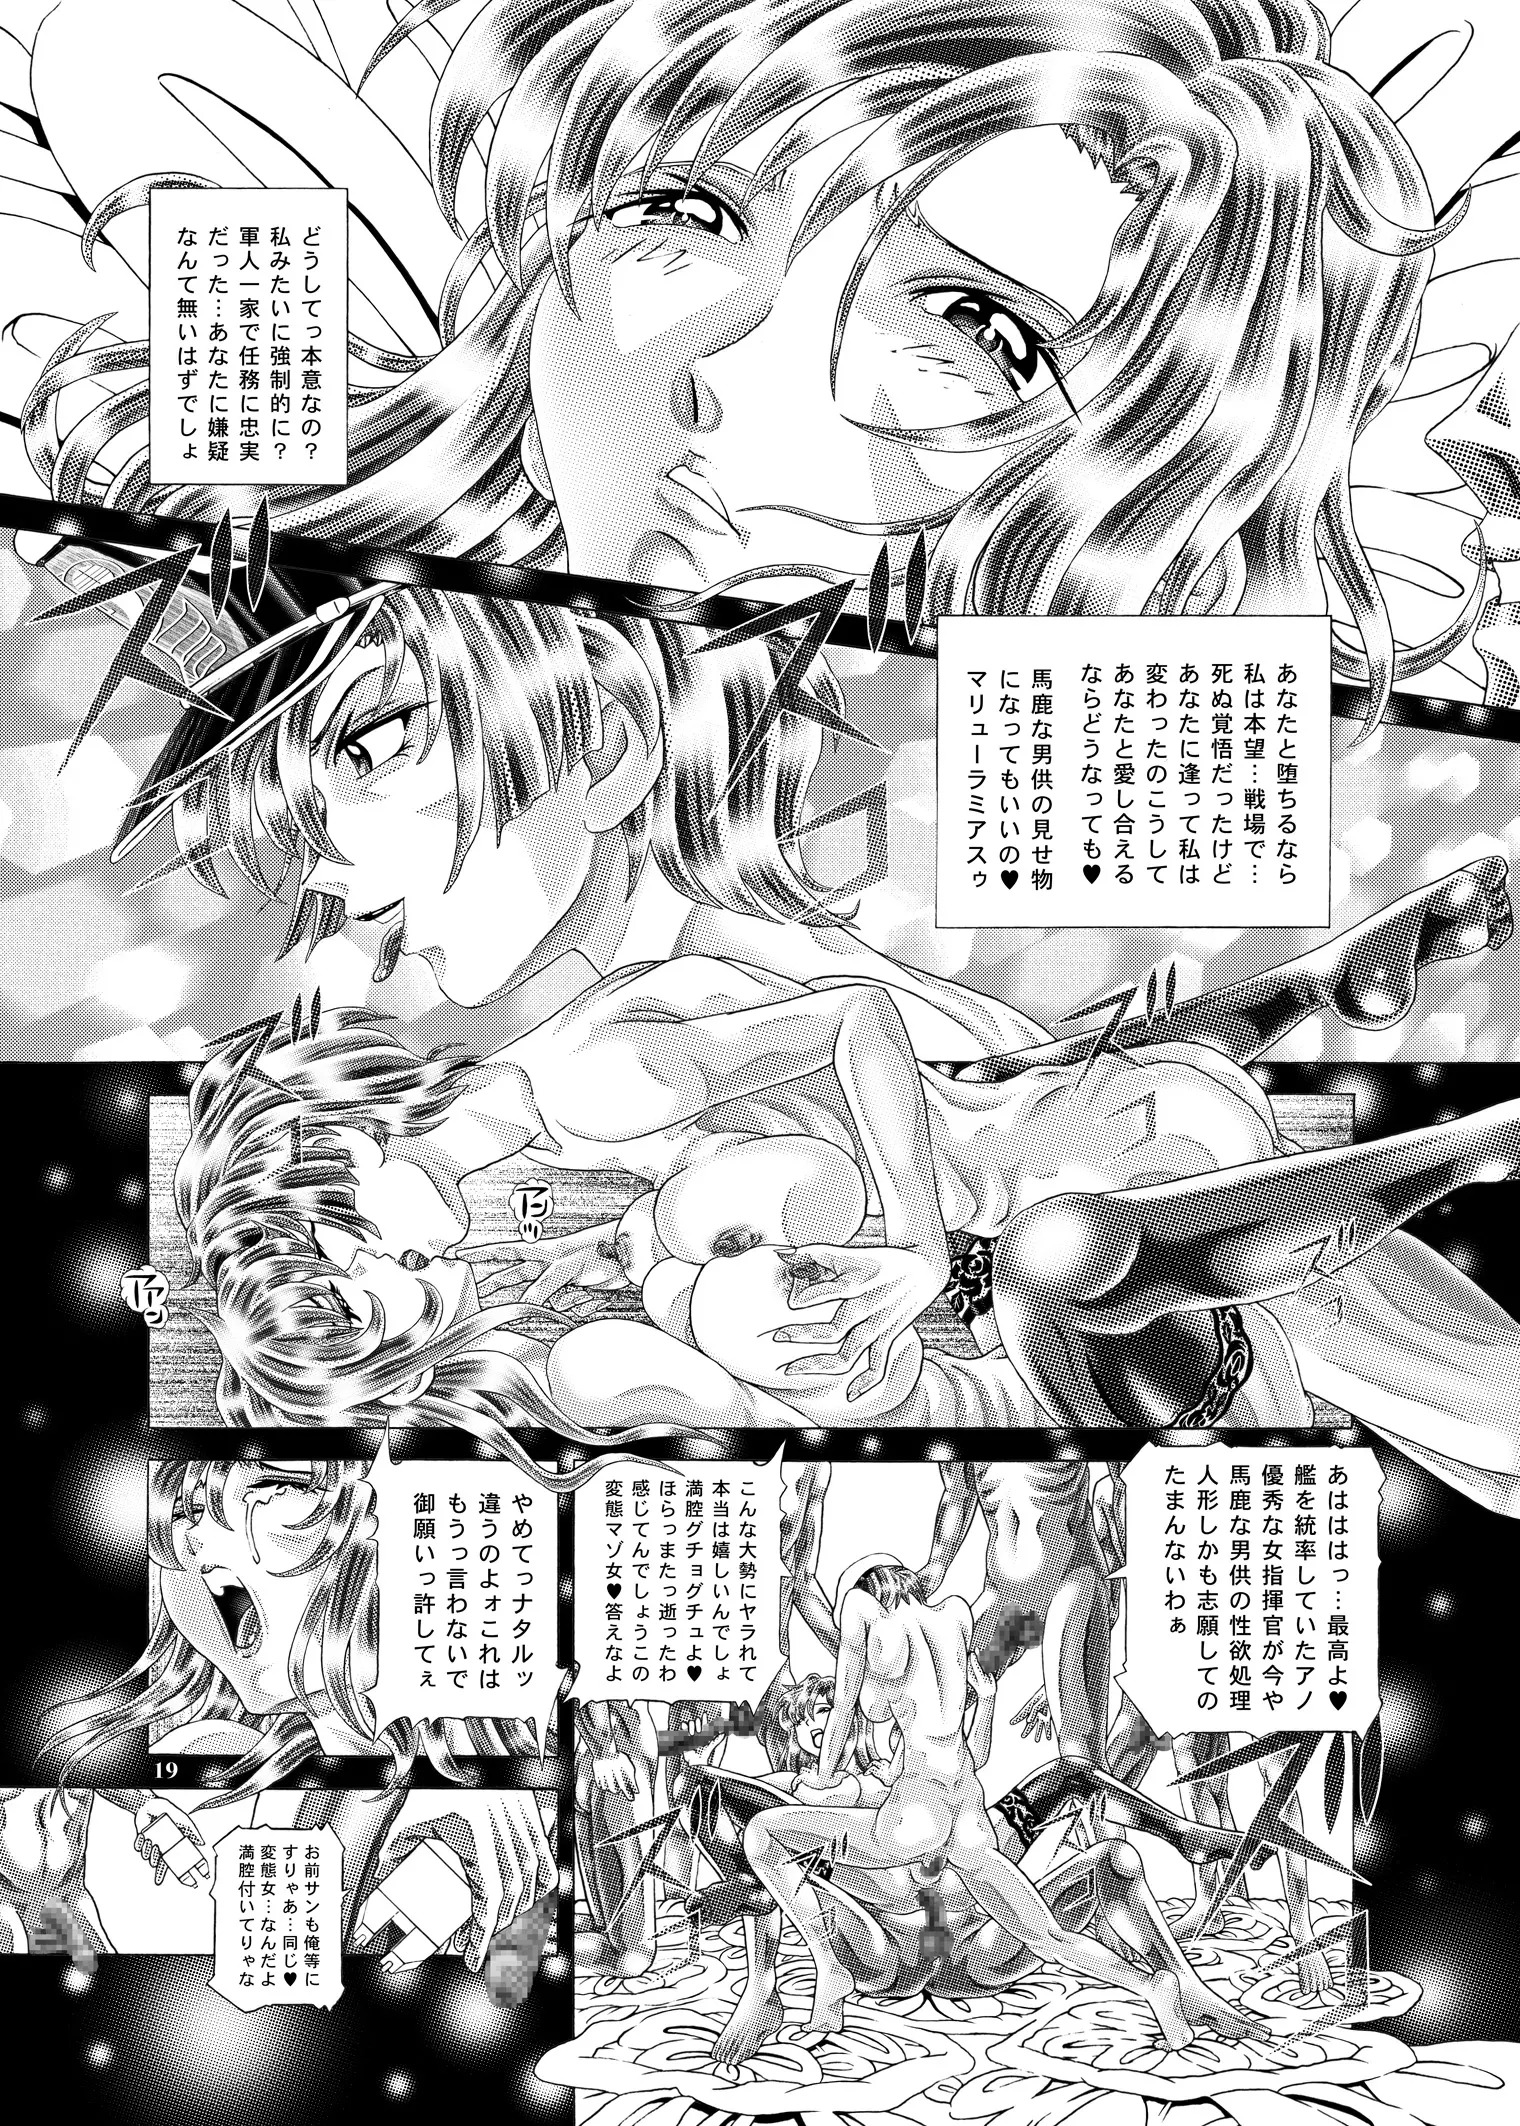 どうしてっ本意なの?
私みたいに強制的に?
軍人一家で任務に忠実
だった…あなたに嫌疑
なんて無いはずでしょ
あなたと堕ちるなら
私は本望…戦場で…
死ぬ覚悟だったけど
あなたに逢って私は
変わったのこうして
あなたと愛し合える
ならどうなっても♥
馬鹿な男供の見せ物
になってもいいの♥
マリューラミアスゥ
アンッ
アアン
あはははっ…最高よ♥
艦を統率していたアノ
優秀な女指揮官が今や
馬鹿な男供の性欲処理
人形しかも志願しての
たまんないわぁ
こんな大勢にヤラれて
本当は嬉しいんでしょ
満腔グチョグチュよ♥
ほらっまたっ逝ったわ
感じてんでしょうこの
変態マゾ女♥答えなよ
やめてっナタルッ
違うのよォこれは
もうっ言わないで
御願いっ許してぇ
お前サンも俺等に
すりゃあ…同じ♥
変態女…なんだよ
満腔付いてりゃな
19